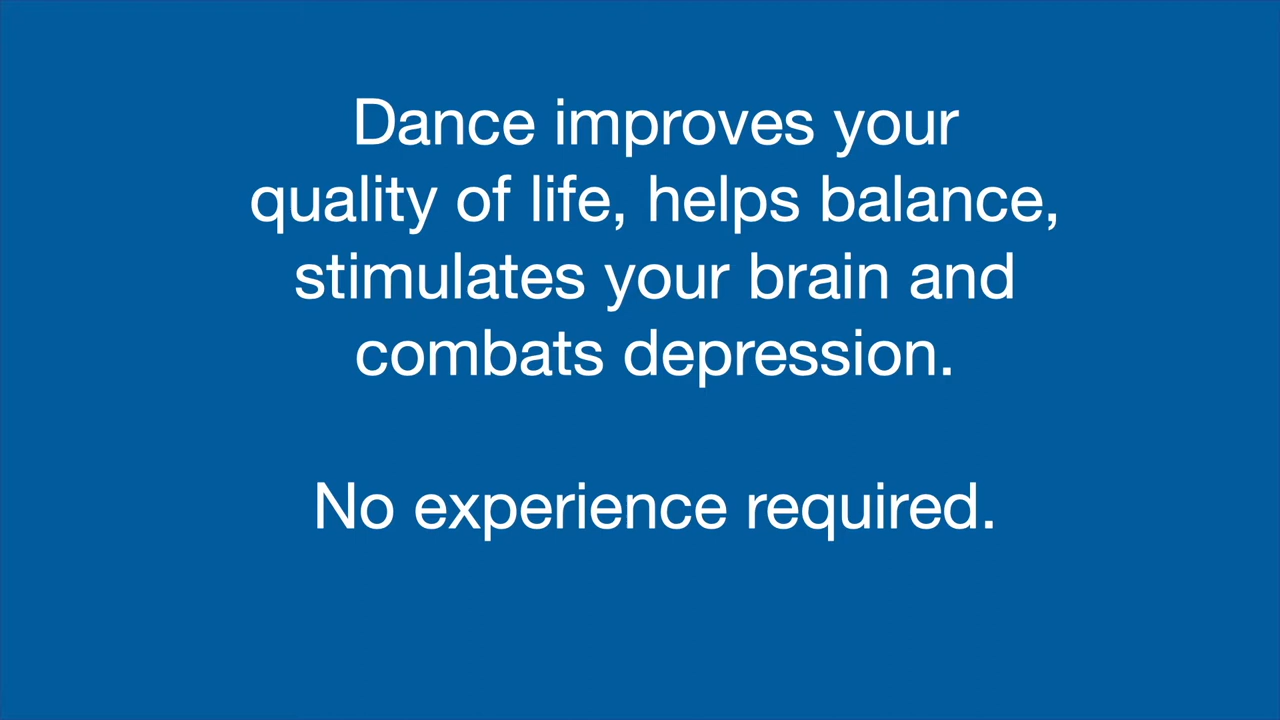 Dance improves your
quality of life, helps balance,
stimulates your brain and
combats depression.
No experience required.